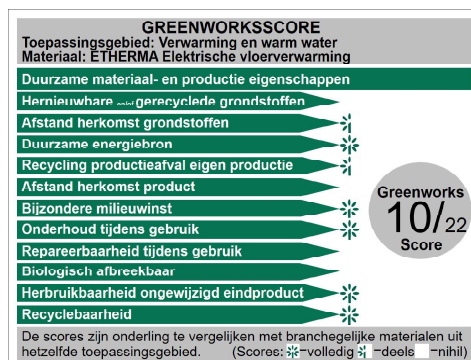 GREENWORKSSCORE
Toepassingsgebied: Verwarming en warm water
Materiaal: ETHERMA Elektrische vloerverwarming
Duurzame materiaal- en productie eigenschappen
Hernieuwbare en/of gerecyclede grondstoffen
Afstand herkomst grondstoffen
Duurzame energiebron
Recycling productieafval eigen productie
Afstand herkomst product
Bijzondere milieuwinst
Onderhoud tijdens gebruik
Repareerbaarheid tijdens gebruik
Biologisch afbreekbaar
Herbruikbaarheid ongewijzigd eindproduct
Recyclebaarheid
Greenworks
10/22
Score
De scores zijn onderling te vergelijken met branchegelijke materialen uit
hetzelfde toepassingsgebied. (Scores: =volledig =deels =nihil)